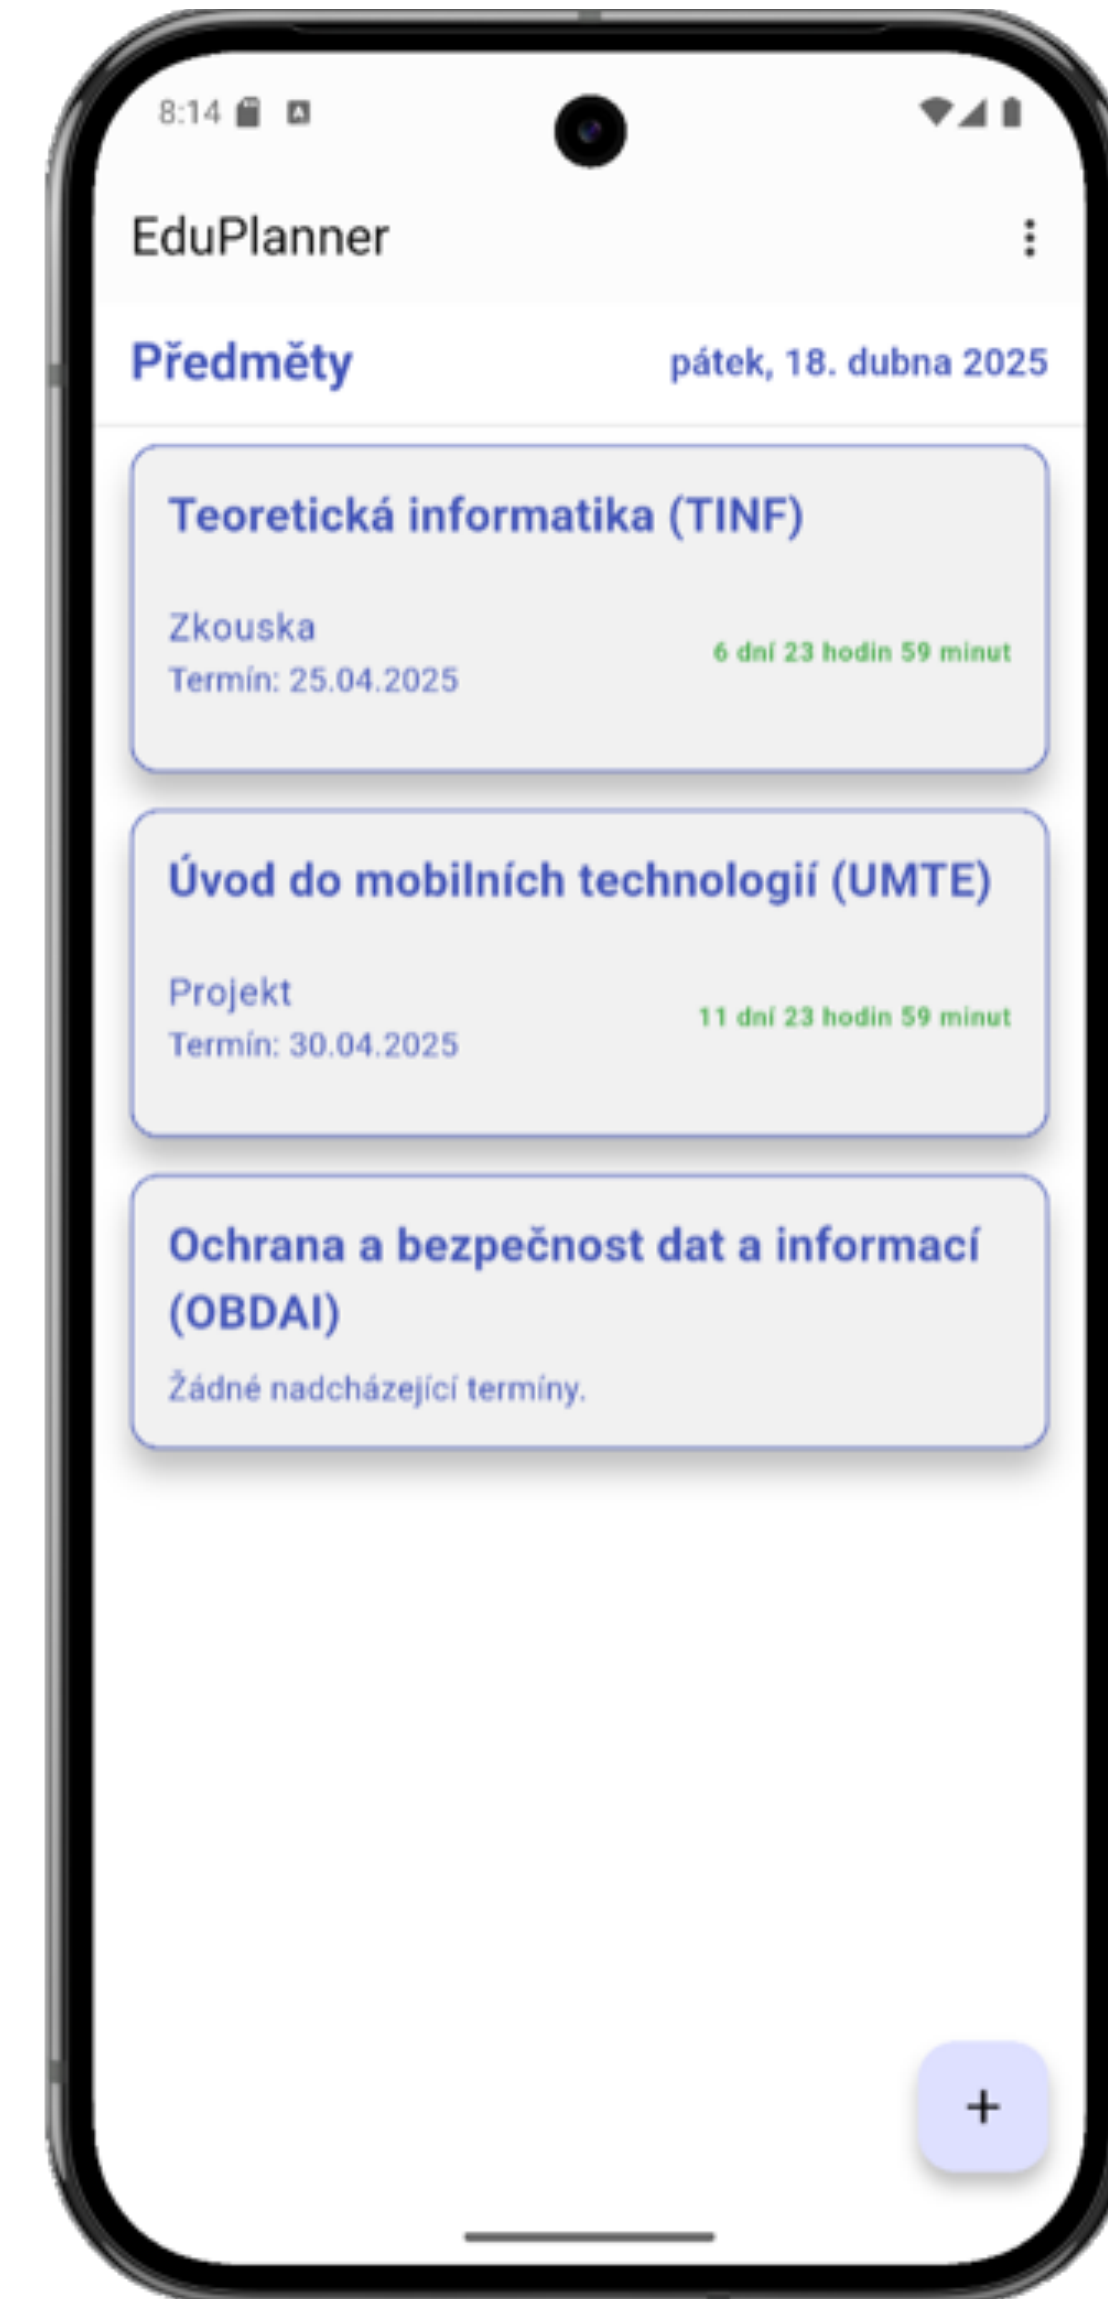 8:14
EduPlanner
Předměty
pátek, 18. dubna 2025
Teoretická informatika (TINF)
Zkouska
Termín: 25.04.2025
6 dní 23 hodin 59 minut
Úvod do mobilních technologií (UMTE)
Projekt
Termín: 30.04.2025
11 dní 23 hodin 59 minut
Ochrana a bezpečnost dat a informací
(OBDAI)
Žádné nadcházející termíny.
+